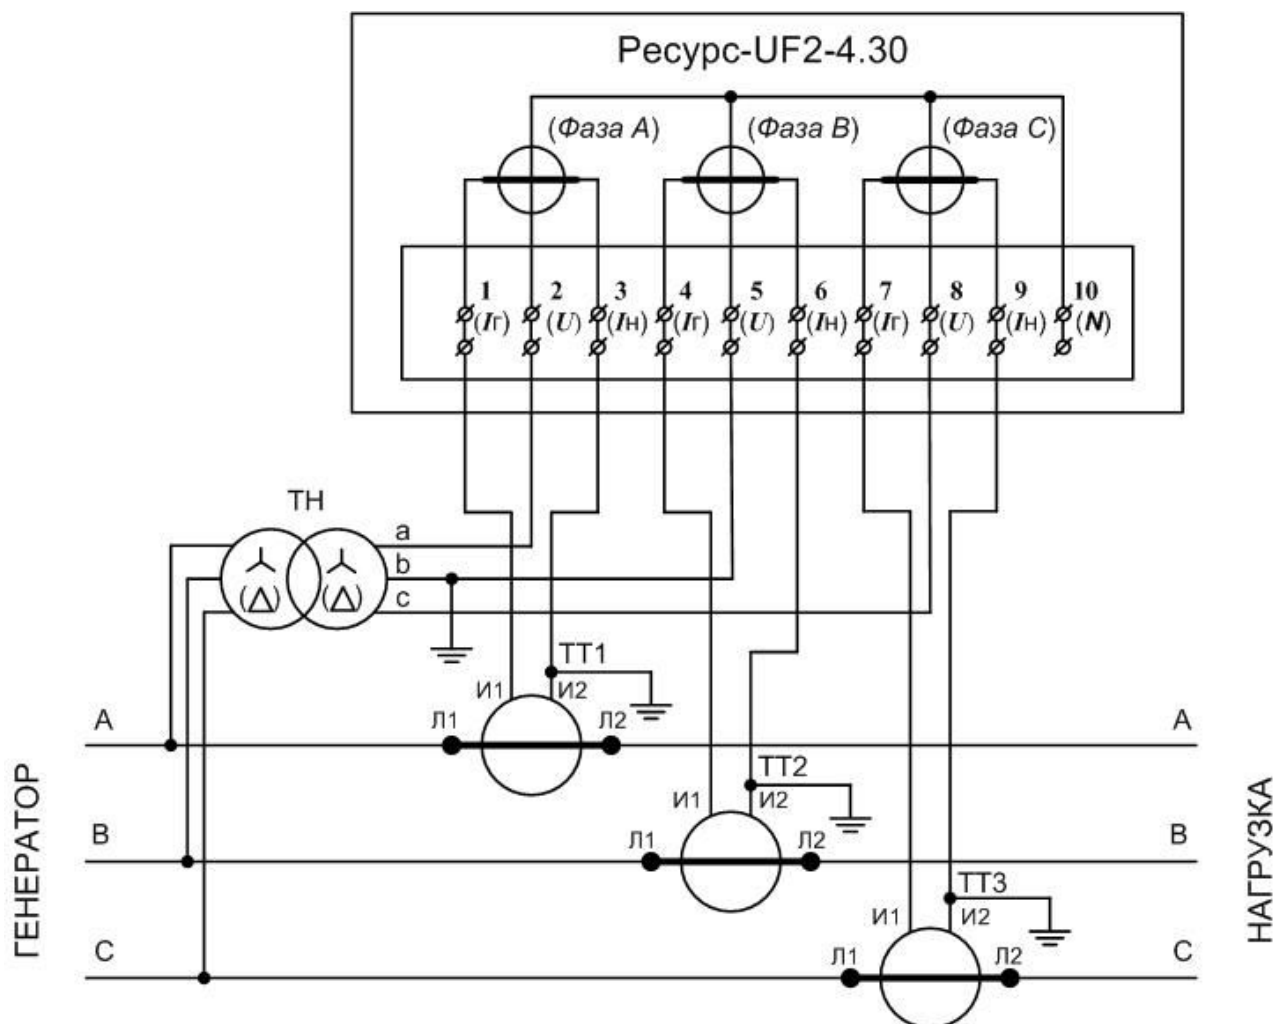 Ресурс-UF2-4.30
(Фаза А) (Фаза В) (Фаза С)
1 2 3 4 5 6 7 8 9 10
(Iг) (U) (Iн) (Iг) (U) (Iн) (Iг) (U) (Iн) (N)
ТН
a
b
c
ТТ1
И1 И2
A Л1 Л2 A
ТТ2
И1 И2
B Л1 Л2 B
ТТ3
И1 И2
C Л1 Л2 C
ГЕНЕРАТОР
НАГРУЗКА